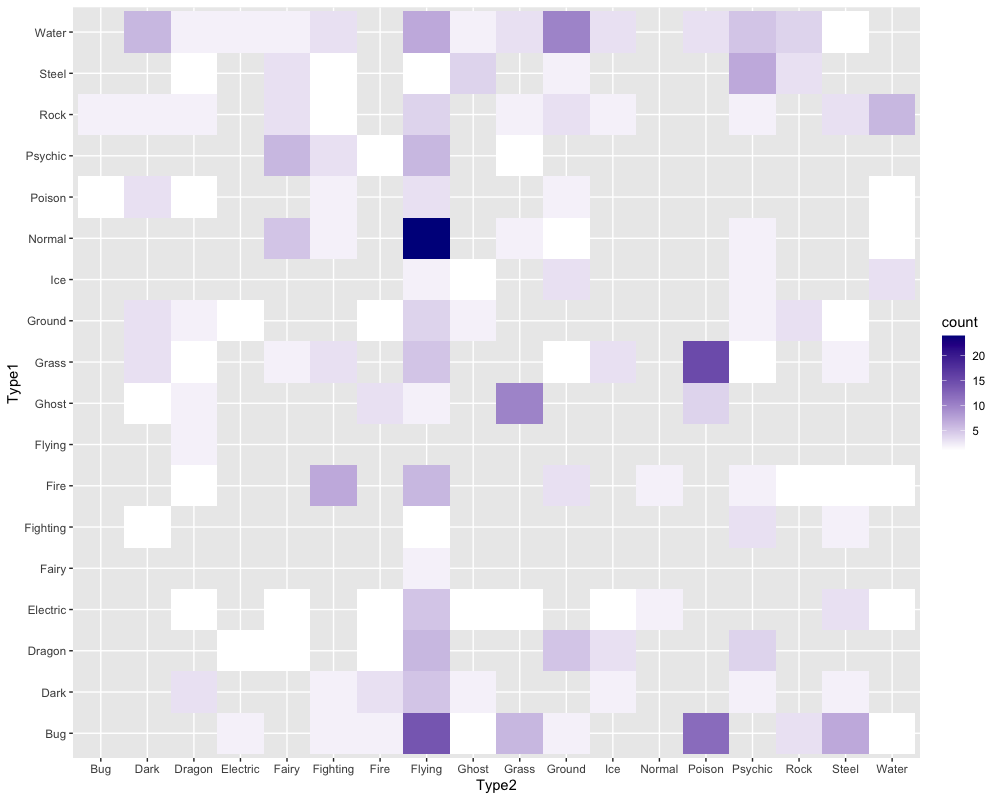 Type1
Water
Steel
Rock
Psychic
Poison
Normal
Ice
Ground
Grass
Ghost
Flying
Fire
Fighting
Fairy
Electric
Dragon
Dark
Bug
Bug Dark Dragon Electric Fairy Fighting Fire Flying Ghost Grass Ground Ice Normal Poison Psychic Rock Steel Water
Type2
count
20
15
10
5